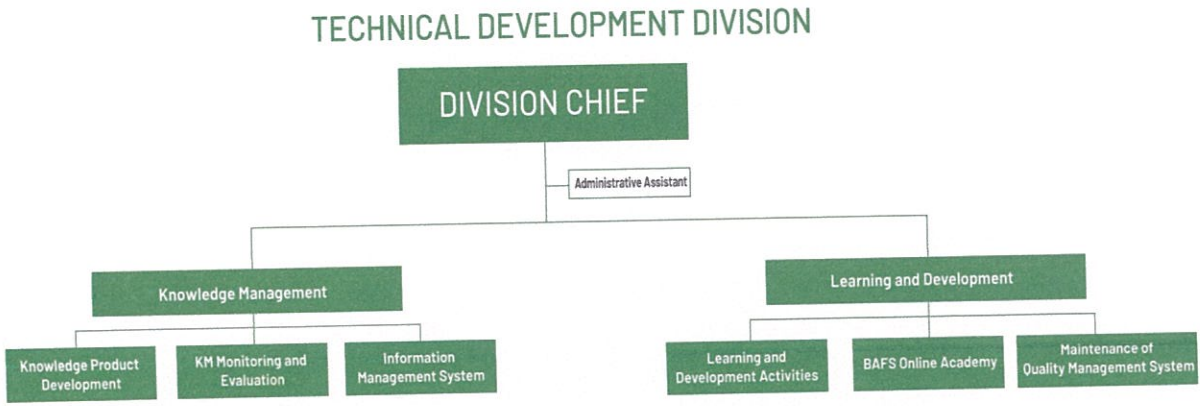 TECHNICAL DEVELOPMENT DIVISION
DIVISION CHIEF
Administrative Assistant
Knowledge Management
Learning and Development
Knowledge Product
Development
KM Monitoring and
Evaluation
Information
Management System
Learning and
Development Activities
BAFS Online Academy
Maintenance of
Quality Management System